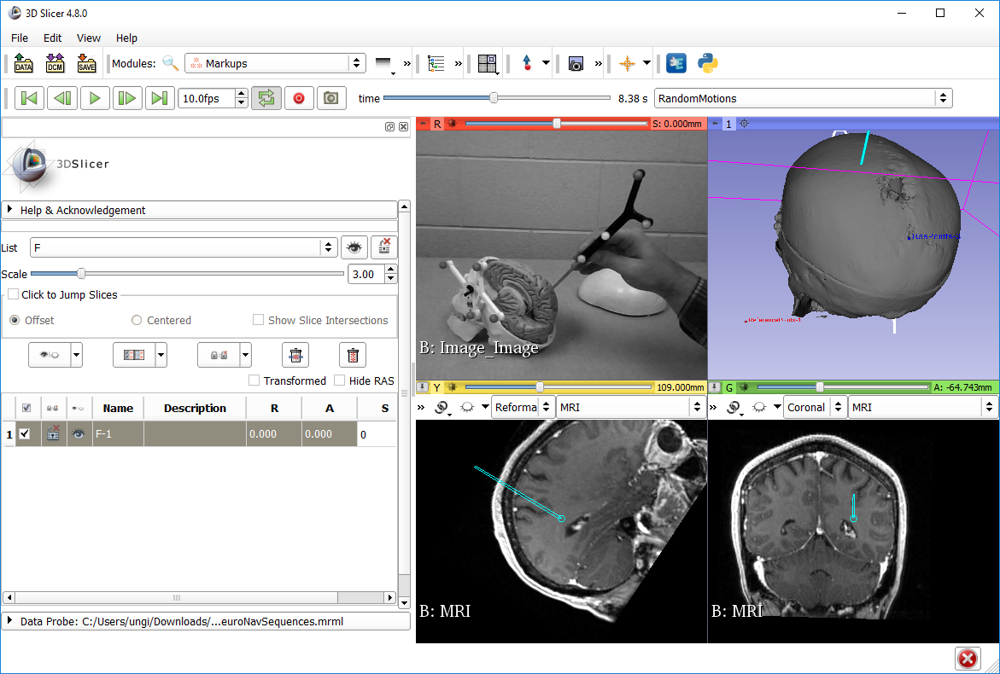 3D Slicer 4.8.0
File Edit View Help
DATA DCM SAVE Modules: Markups
10.0fps time 8.38 s RandomMotions
R S: 0.000mm
1
3DSlicer
Help & Acknowledgement
List F
Scale 3.00
Click to Jump Slices
Offset Centered Show Slice Intersections
Transformed Hide RAS
Name Description R A S
1 F-1 0.000 0.000 0
Data Probe: C:/Users/ungi/Downloads/...euroNavSequences.mrml
B: Image_Image
Y 109.000mm
G A: -64.743mm
Reforma MRI
Coronal MRI
B: MRI
B: MRI